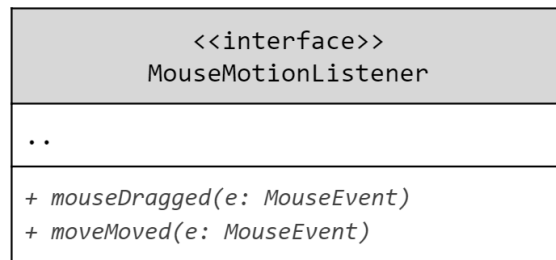 <<interface>>
MouseMotionListener
..
+ mouseDragged(e: MouseEvent)
+ moveMoved(e: MouseEvent)